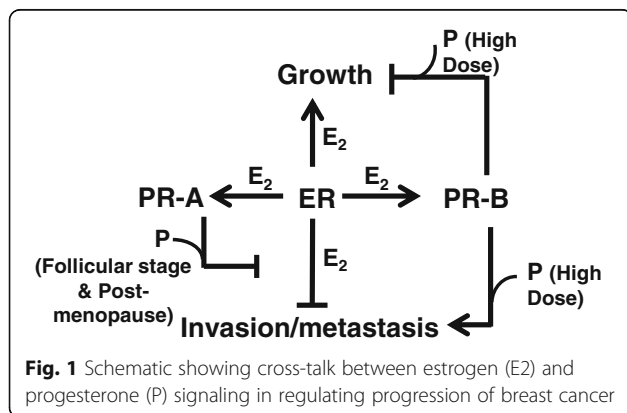 P (High
Dose)
Growth
E₂
E₂
E₂
PR-A
ER
PR-B
P
(Follicular stage
& Post-
menopause)
E₂
P (High
Dose)
Invasion/metastasis
Fig. 1 Schematic showing cross-talk between estrogen (E2) and
progesterone (P) signaling in regulating progression of breast cancer